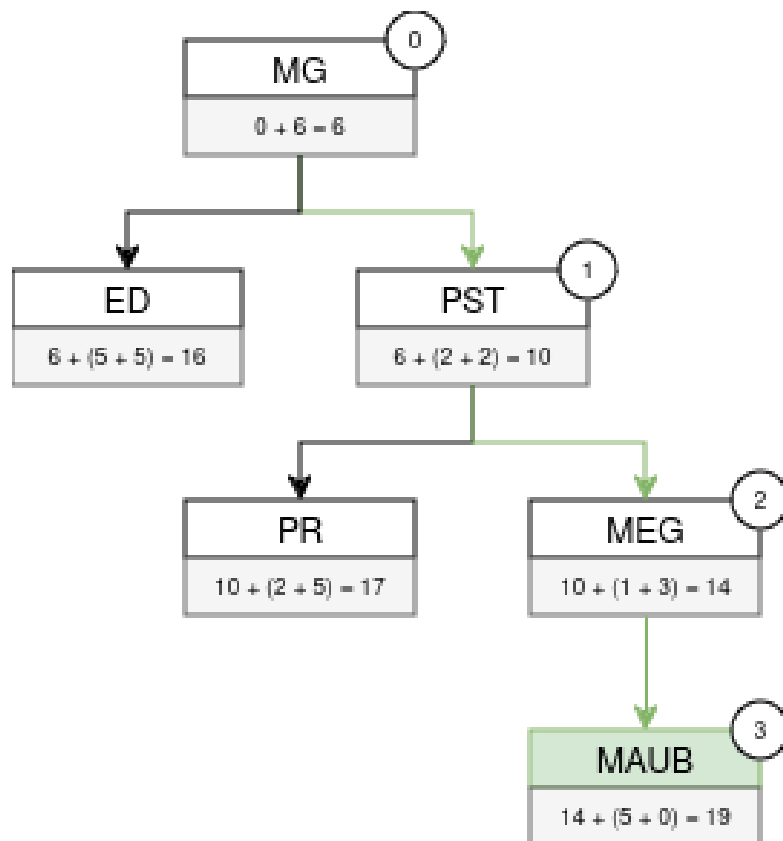 0
MG
0 + 6 = 6
ED
6 + (5 + 5) = 16
1
PST
6 + (2 + 2) = 10
PR
10 + (2 + 5) = 17
2
MEG
10 + (1 + 3) = 14
3
MAUB
14 + (5 + 0) = 19